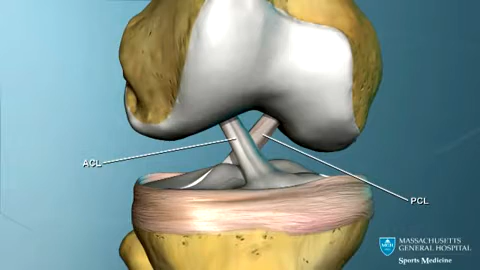 ACL
PCL
MASSACHUSETTS
GENERAL HOSPITAL
Sports Medicine